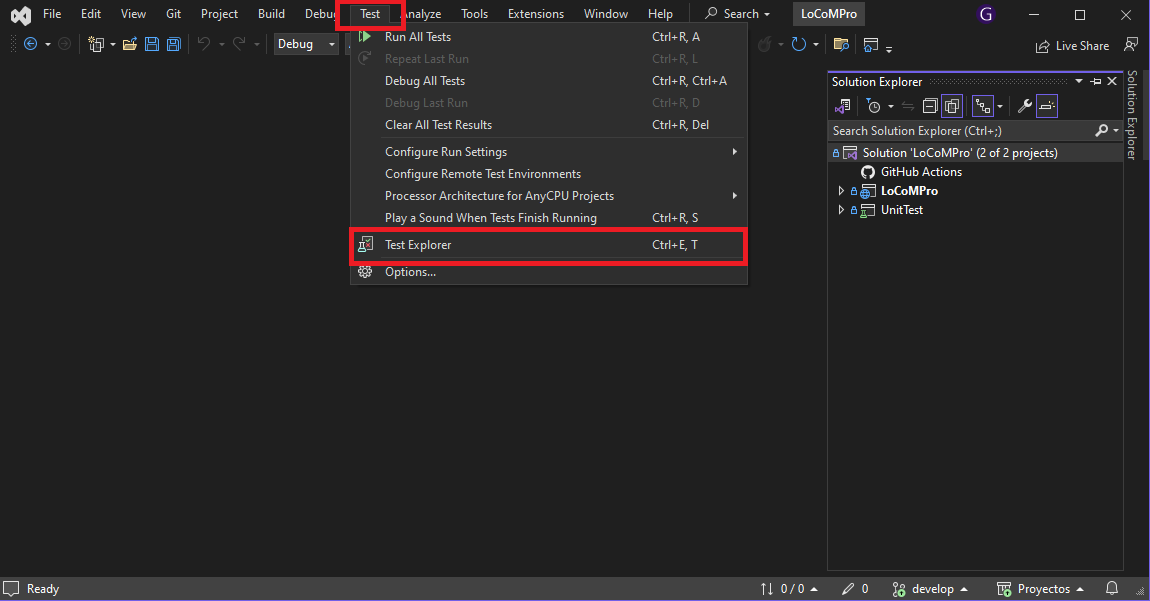 File Edit View Git Project Build Debug Test Analyze Tools Extensions Window Help Search LoCoMPro G
Debug Live Share
Run All Tests Ctrl+R, A
Repeat Last Run Ctrl+R, L
Debug All Tests Ctrl+R, Ctrl+A
Debug Last Run Ctrl+R, D
Clear All Test Results Ctrl+R, Del
Configure Run Settings
Configure Remote Test Environments
Processor Architecture for AnyCPU Projects
Play a Sound When Tests Finish Running Ctrl+R, S
Test Explorer Ctrl+E, T
Options...
Solution Explorer
Search Solution Explorer (Ctrl+;)
Solution 'LoCoMPro' (2 of 2 projects)
GitHub Actions
LoCoMPro
UnitTest
Solution Explorer
Ready 0 / 0 0 develop Proyectos